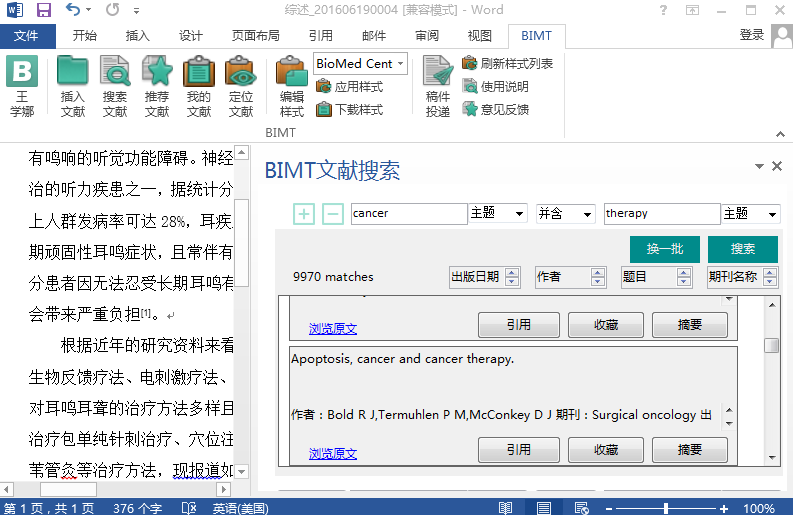 综述_201606190004 [兼容模式] - Word
文件 开始 插入 设计 页面布局 引用 邮件 审阅 视图 BIMT 登录
B
王
学娜
插入
文献
搜索
文献
推荐
文献
我的
文献
定位
文献
编辑
样式
BioMed Cent
应用样式
下载样式
稿件
投递
刷新样式列表
使用说明
意见反馈
BIMT
有鸣响的听觉功能障碍。神经
治的听力疾患之一，据统计分
上人群发病率可达 28%，耳疾
期顽固性耳鸣症状，且常伴有
分患者因无法忍受长期耳鸣有
会带来严重负担[1]。
根据近年的研究资料来看
生物反馈疗法、电刺激疗法、
对耳鸣耳聋的治疗方法多样且
治疗包单纯针刺治疗、穴位注
苇管灸等治疗方法，现报道如
BIMT文献搜索
cancer 主题 并含 therapy 主题
换一批 搜索
9970 matches 出版日期 作者 题目 期刊名称
浏览原文 引用 收藏 摘要
Apoptosis, cancer and cancer therapy.
作者：Bold R J,Termuhlen P M,McConkey D J 期刊：Surgical oncology 出
浏览原文 引用 收藏 摘要
第 1 页，共 1 页 376 个字 英语(美国) 100%